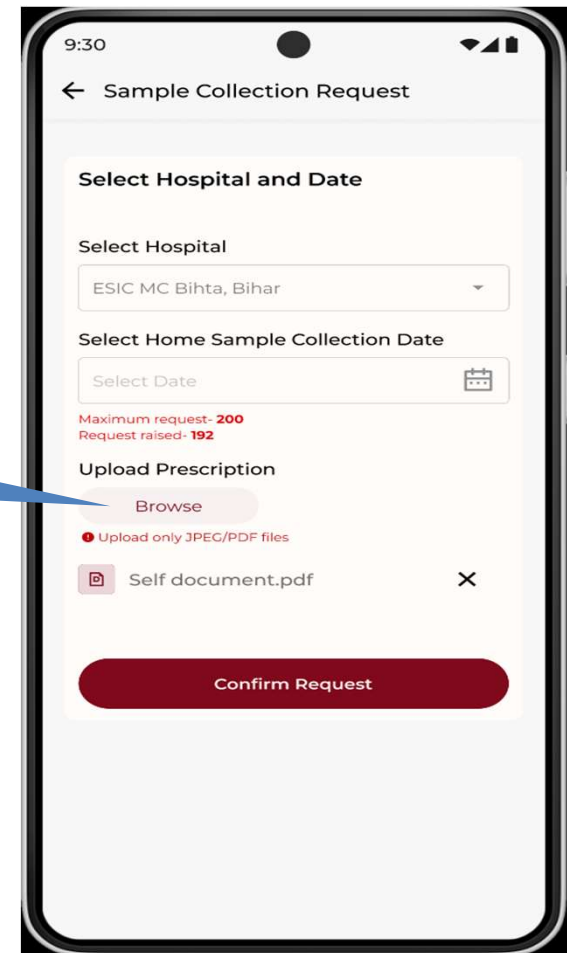 9:30
Sample Collection Request
Select Hospital and Date
Select Hospital
ESIC MC Bihta, Bihar
Select Home Sample Collection Date
Select Date
Maximum request- 200
Request raised- 192
Upload Prescription
Browse
Upload only JPEG/PDF files
Self document.pdf
Confirm Request